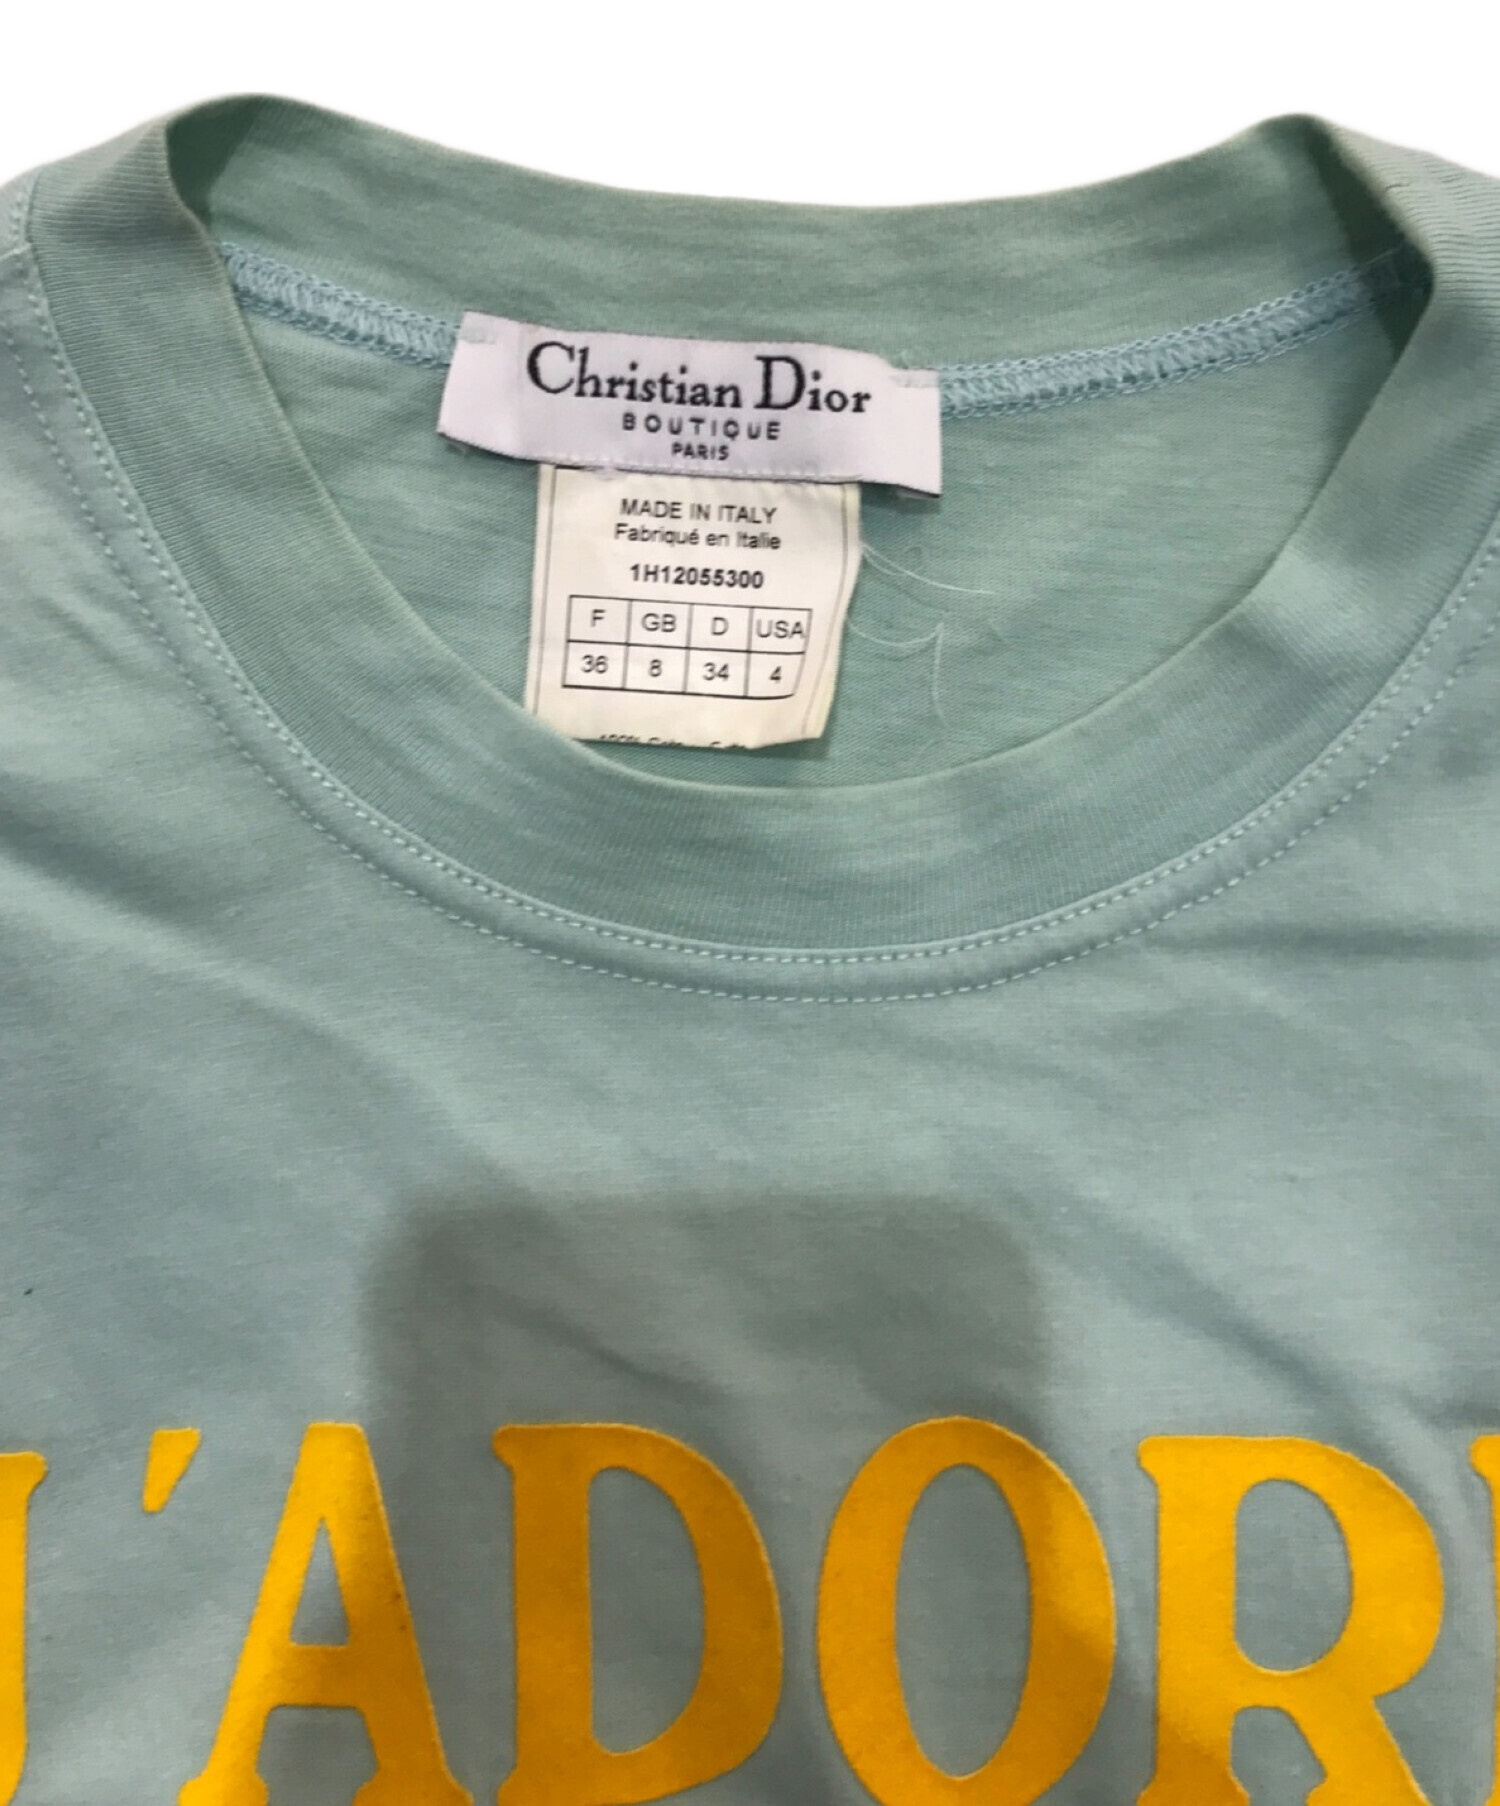 Christian Dior
BOUTIQUE
PARIS
MADE IN ITALY
Fabriqué en Italie
1H12055300
F GB D USA
36 8 34 4
J'ADOR